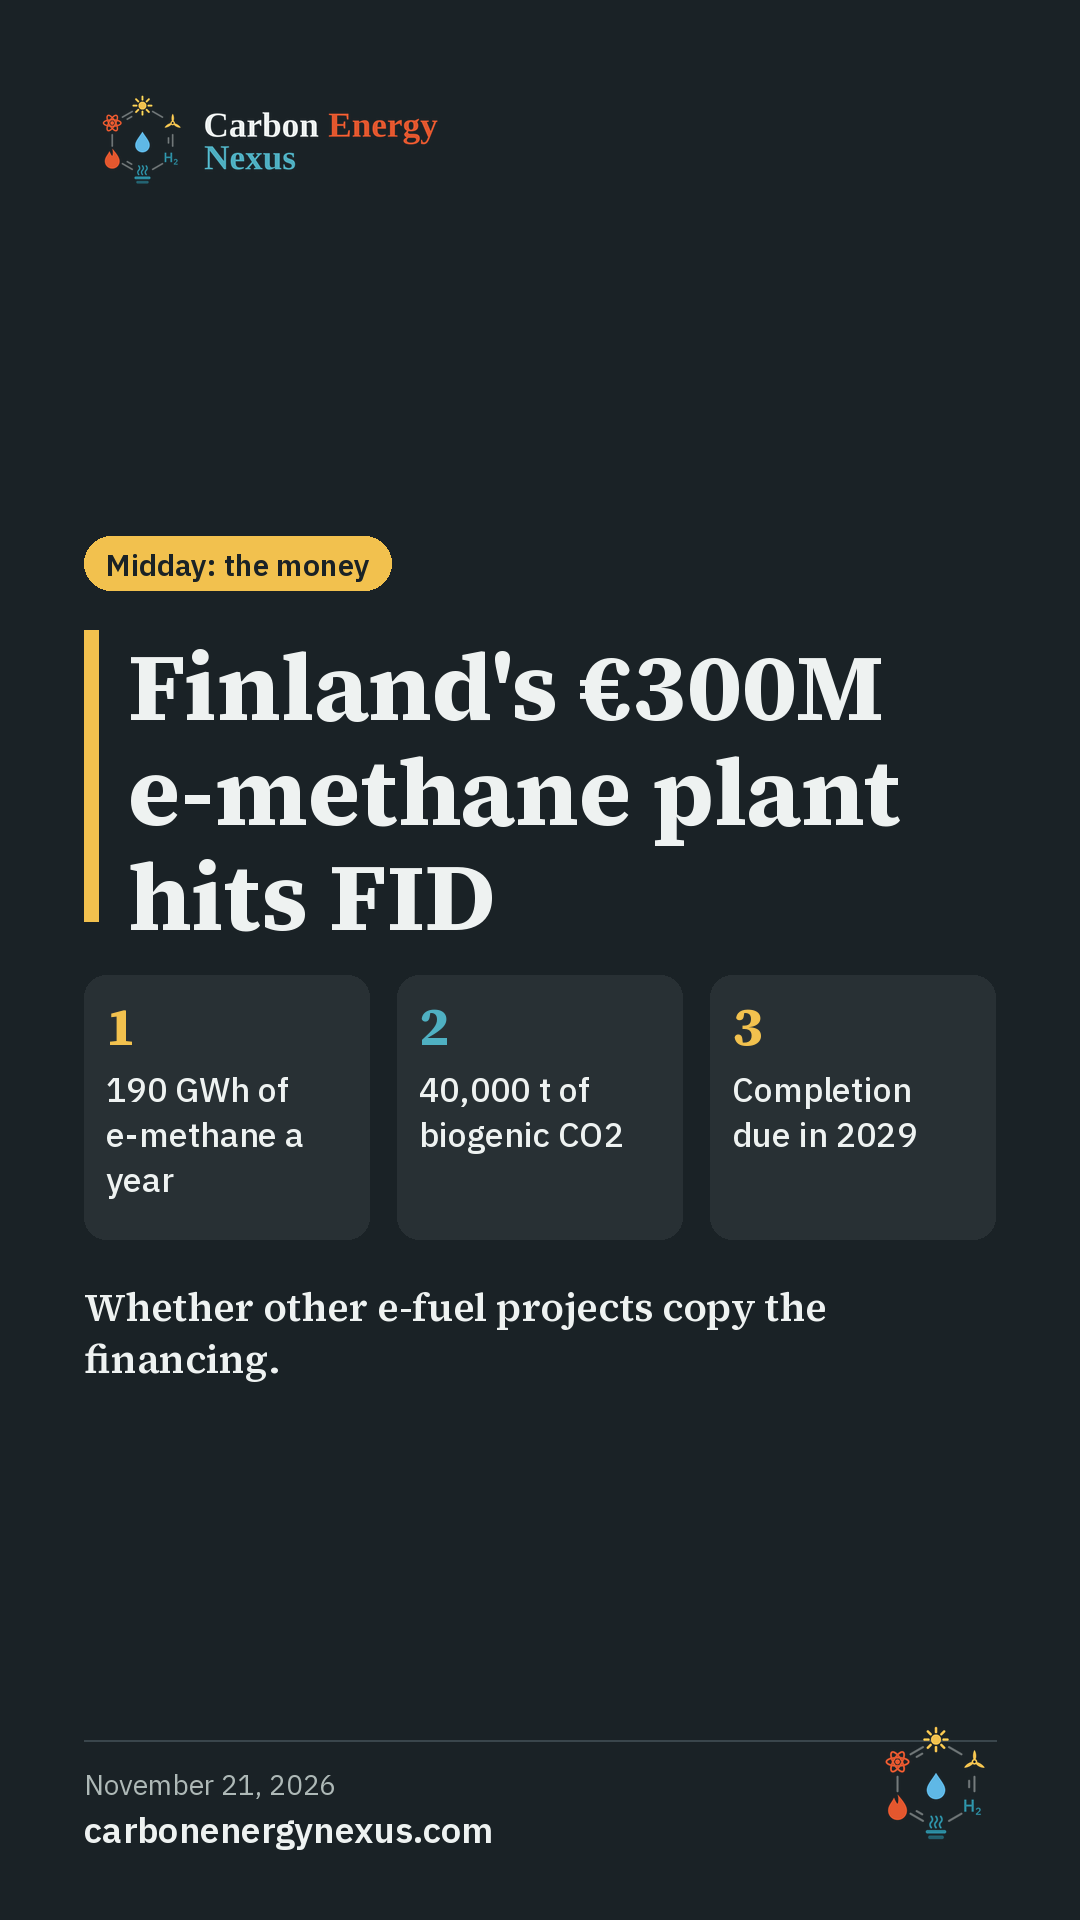 Carbon Energy
Nexus
H₂
Midday: the money
Finland's €300M
e-methane plant
hits FID
1
190 GWh of
e-methane a
year
2
40,000 t of
biogenic CO2
3
Completion
due in 2029
Whether other e-fuel projects copy the
financing.
November 21, 2026
carbonenergynexus.com
H₂